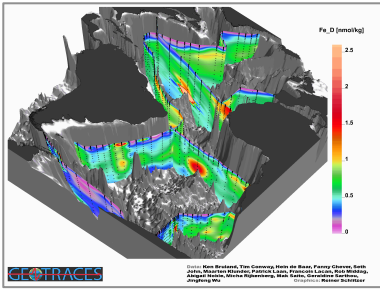 Fe_D [nmol/kg]
2.5
2
1.5
1
0.5
0
GEOTRACES
Data: Ken Bruland, Tim Conway, Hein de Baar, Fanny Chever, Seth
John, Maarten Klunder, Patrick Laan, Francois Lacan, Rob Middag,
Abigail Noble, Micha Rijkenberg, Mak Saito, Geraldine Sarthou,
Jingfeng Wu
Graphics: Reiner Schlitzer